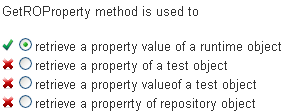 GetROProperty method is used to
retrieve a property value of a runtime object
retrieve a property of a test object
retrieve a property valueof a test object
retrieve a properrty of repository object